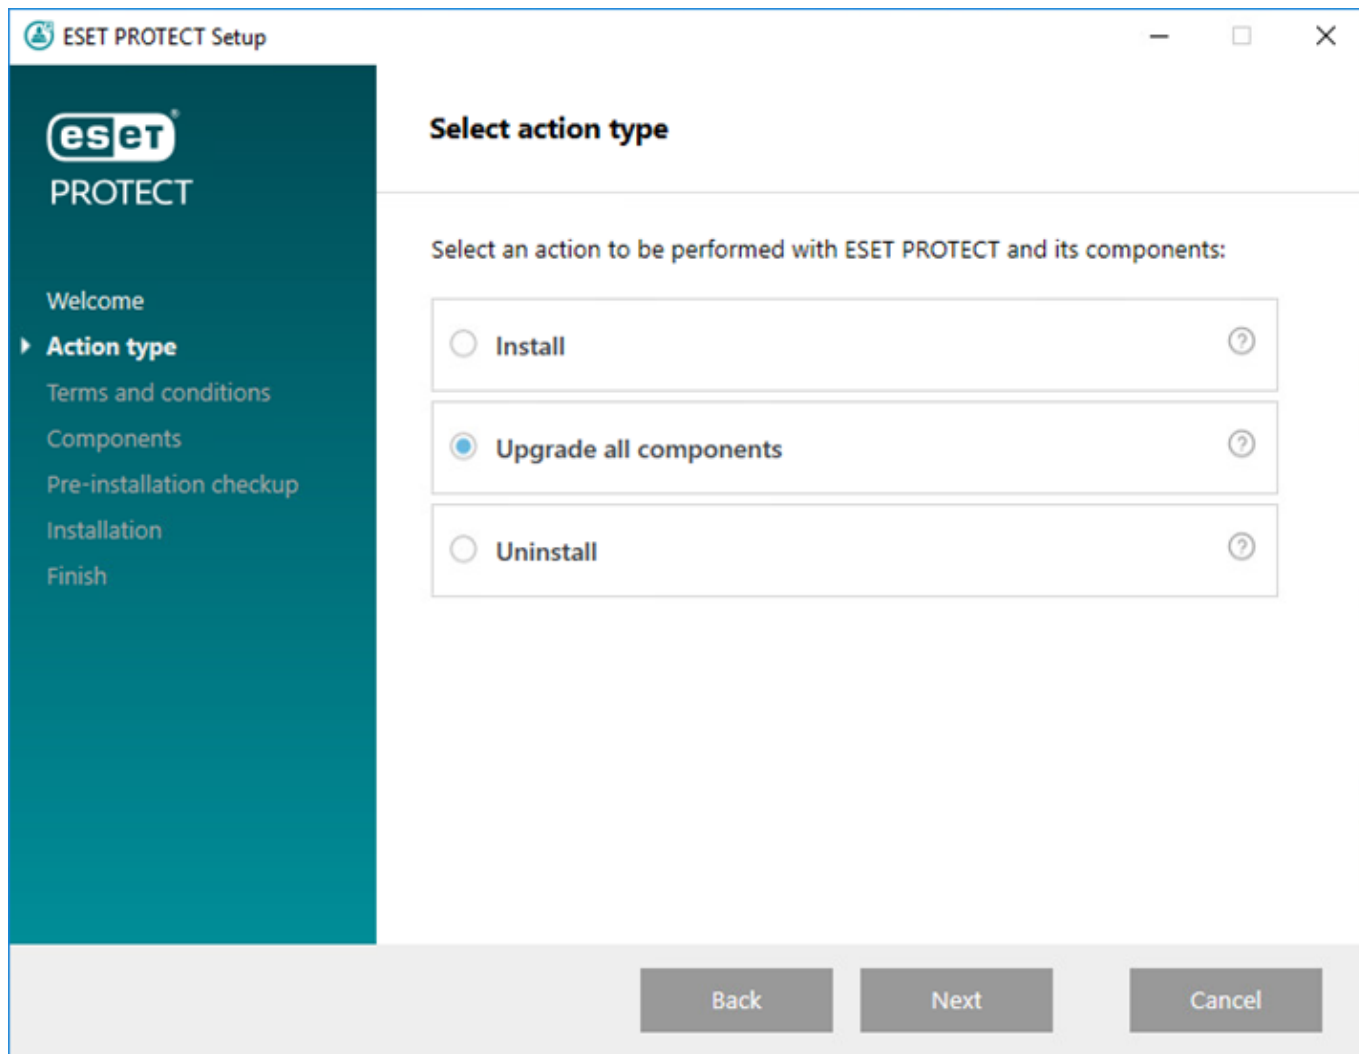 ESET PROTECT Setup
eset®
PROTECT
Welcome
Action type
Terms and conditions
Components
Pre-installation checkup
Installation
Finish
Select action type
Select an action to be performed with ESET PROTECT and its components:
Install
Upgrade all components
Uninstall
Back
Next
Cancel